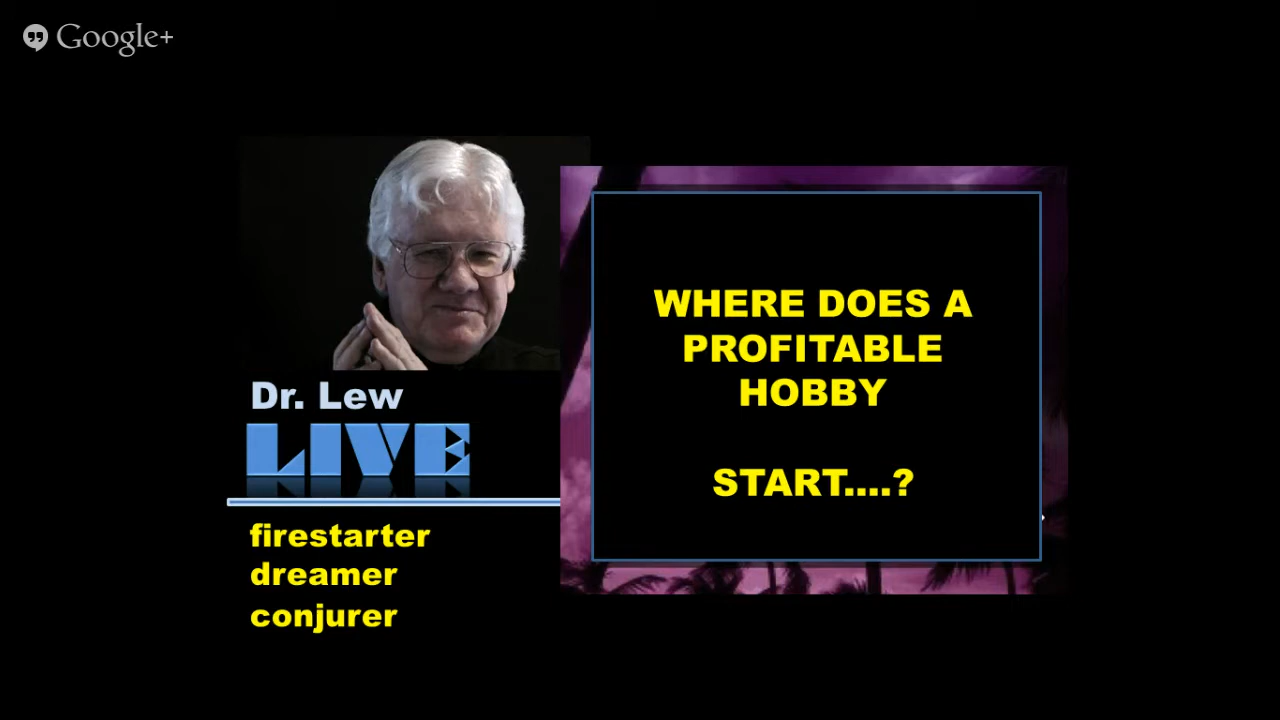 Google+
Dr. Lew
LIVE
firestarter
dreamer
conjurer
WHERE DOES A
PROFITABLE
HOBBY
START....?